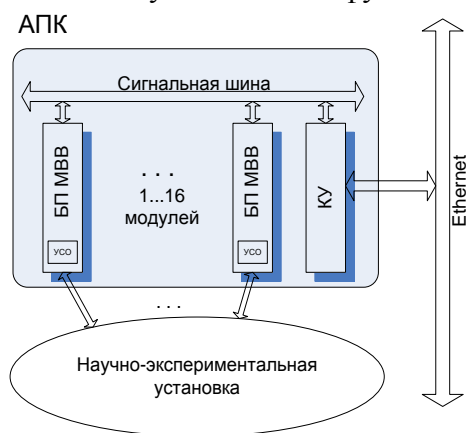 АПК
Сигнальная шина
БП МВВ
УСО
. . .
1...16
модулей
БП МВВ
УСО
КУ
Ethernet
. . .
Научно-экспериментальная
установка